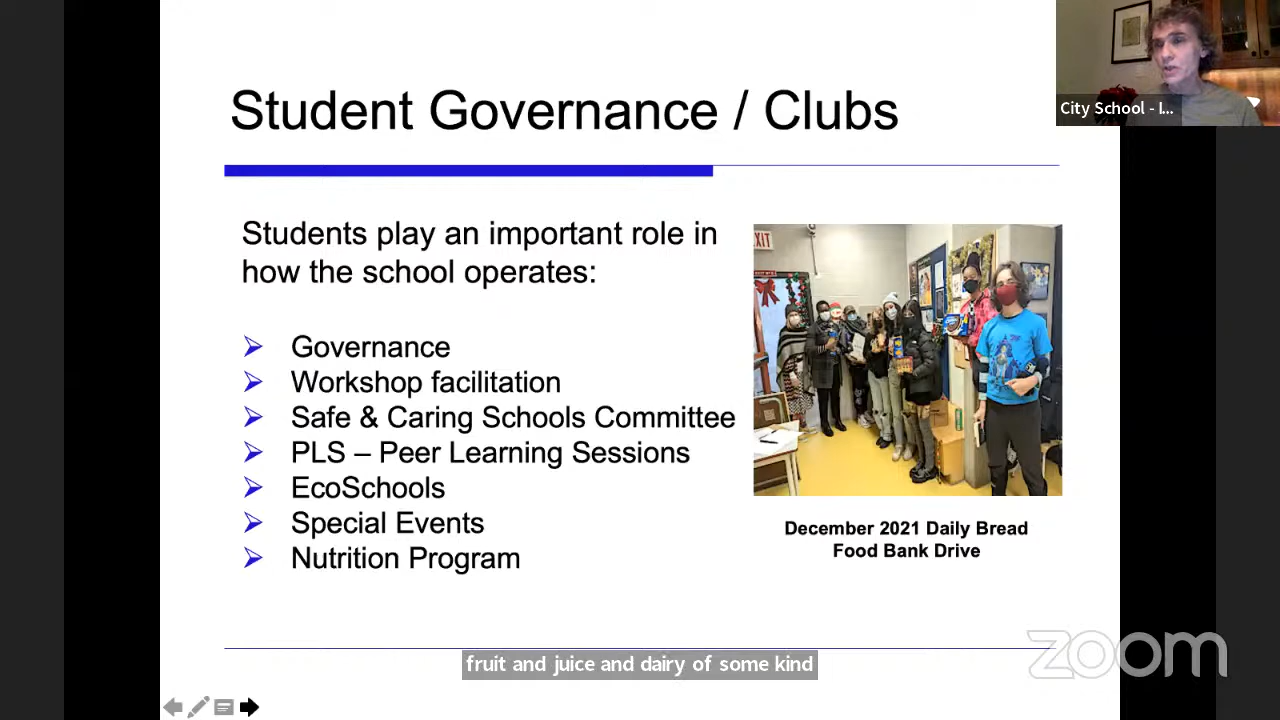 Student Governance / Clubs
City School - I...
Students play an important role in
how the school operates:
Governance
Workshop facilitation
Safe & Caring Schools Committee
PLS – Peer Learning Sessions
EcoSchools
Special Events
Nutrition Program
EXIT
December 2021 Daily Bread
Food Bank Drive
fruit and juice and dairy of some kind
zoom